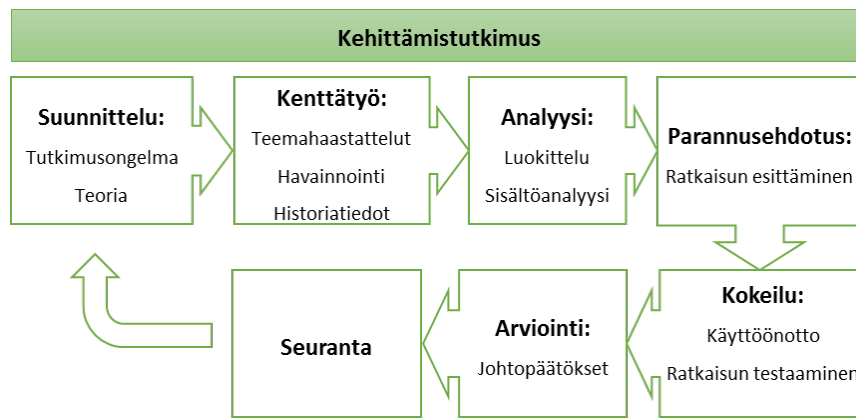 Kehittämistutkimus
Suunnittelu:
Tutkimusongelma
Teoria
Kenttätyö:
Teemahaastattelut
Havainnointi
Historiatiedot
Analyysi:
Luokittelu
Sisältöanalyysi
Parannusehdotus:
Ratkaisun esittäminen
Kokeilu:
Käyttöönotto
Ratkaisun testaaminen
Arviointi:
Johtopäätökset
Seuranta